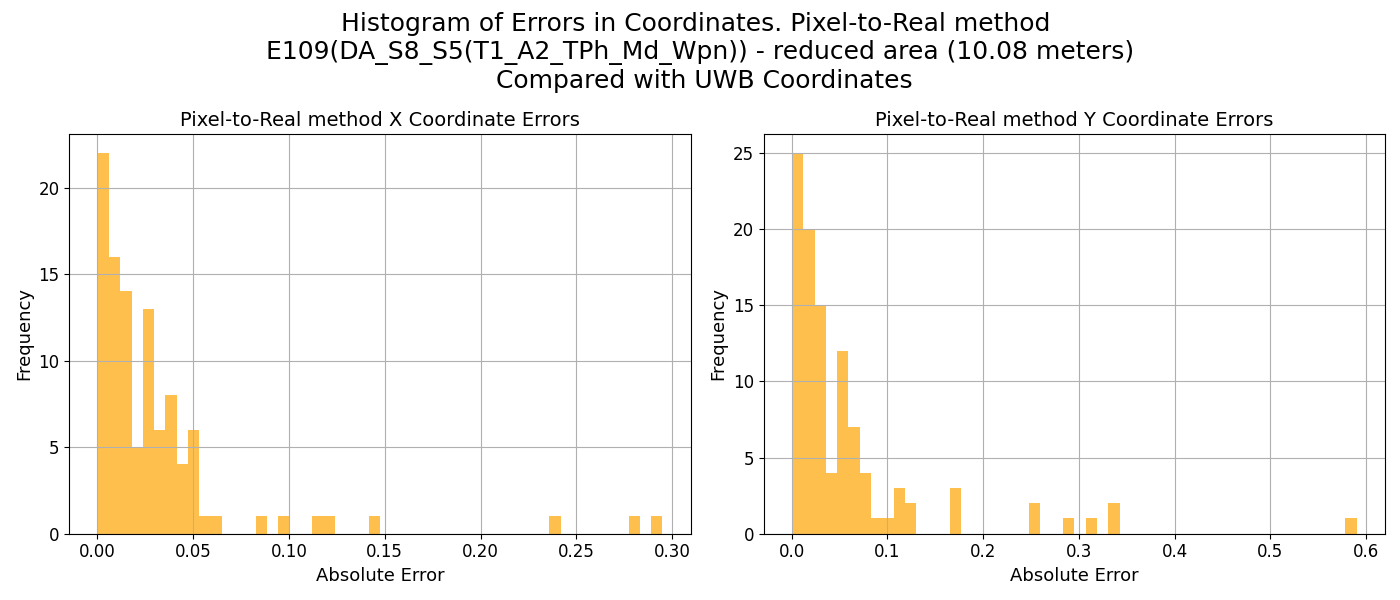 Histogram of Errors in Coordinates. Pixel-to-Real method
E109(DA_S8_S5(T1_A2_TPh_Md_Wpn)) - reduced area (10.08 meters)
Compared with UWB Coordinates
Pixel-to-Real method X Coordinate Errors
Frequency
20
15
10
5
0
0.00 0.05 0.10 0.15 0.20 0.25 0.30
Absolute Error
Pixel-to-Real method Y Coordinate Errors
Frequency
25
20
15
10
5
0
0.0 0.1 0.2 0.3 0.4 0.5 0.6
Absolute Error